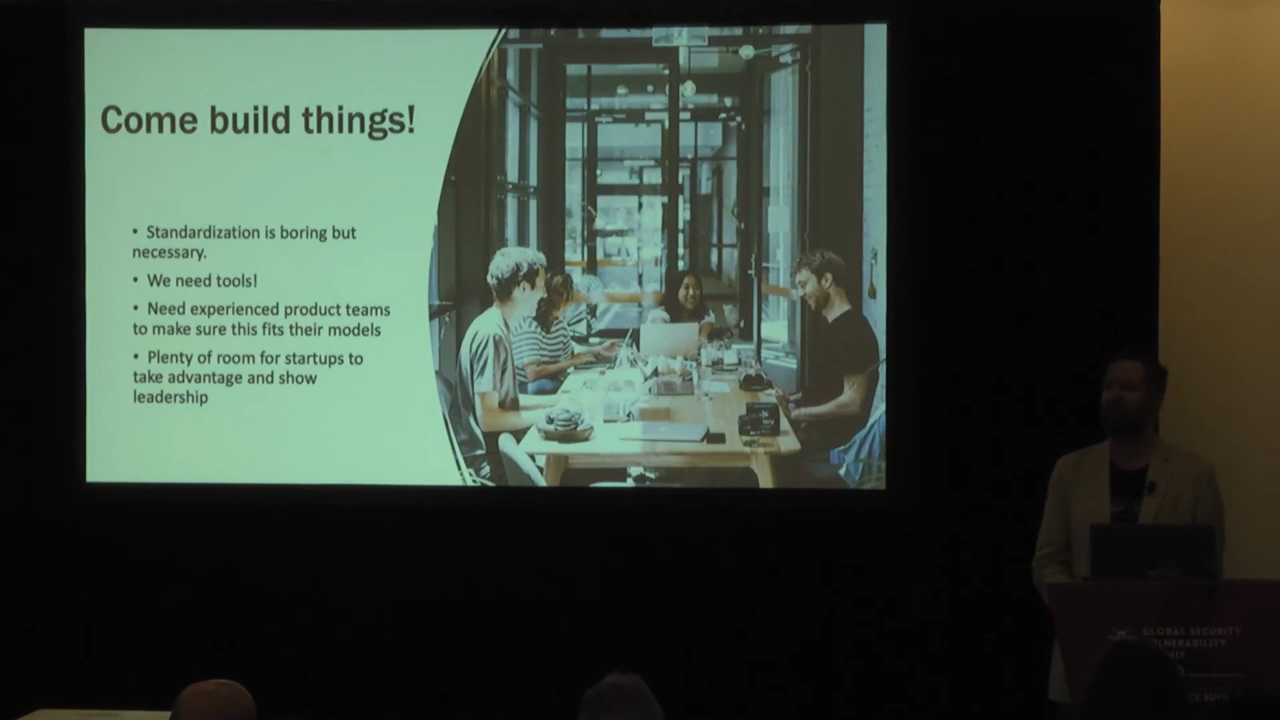 Come build things!
• Standardization is boring but
necessary.
• We need tools!
• Need experienced product teams
to make sure this fits their models
• Plenty of room for startups to
take advantage and show
leadership
GLOBAL SECURITY
VULNERABILITY